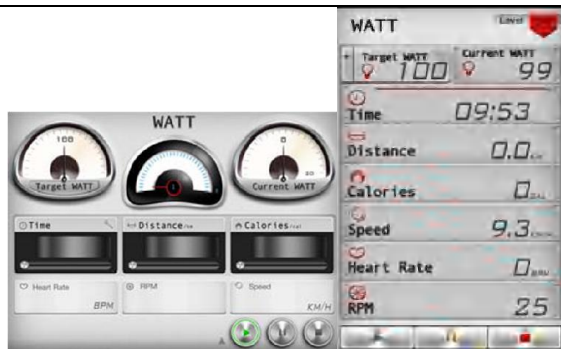 WATT
100
Target WATT
0
Current WATT
Time
Distance
Calories
Heart Rate
BPM
RPM
Speed
KM/H
WATT
Level
Target WATT
100
Current WATT
99
Time
09:53
Distance
0.0
Calories
0
Speed
9.3
Heart Rate
0
RPM
25